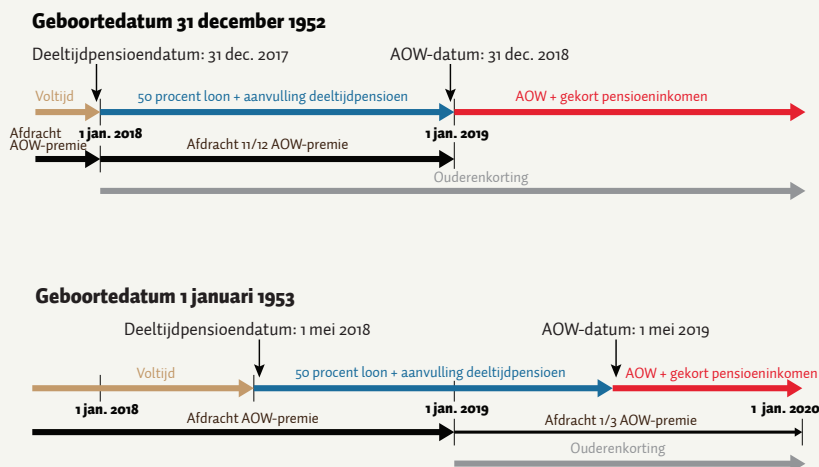 Geboortedatum 31 december 1952
Deeltijdpensioendatum: 31 dec. 2017
AOW-datum: 31 dec. 2018
Voltijd
50 procent loon + aanvulling deeltijdpensioen
AOW + gekort pensioeninkomen
Afdracht
AOW-premie
1 jan. 2018
1 jan. 2019
Afdracht 11/12 AOW-premie
Ouderenkorting
Geboortedatum 1 januari 1953
Deeltijdpensioendatum: 1 mei 2018
AOW-datum: 1 mei 2019
Voltijd
50 procent loon + aanvulling deeltijdpensioen
AOW + gekort pensioeninkomen
1 jan. 2018
1 jan. 2019
1 jan. 2020
Afdracht AOW-premie
Afdracht 1/3 AOW-premie
Ouderenkorting